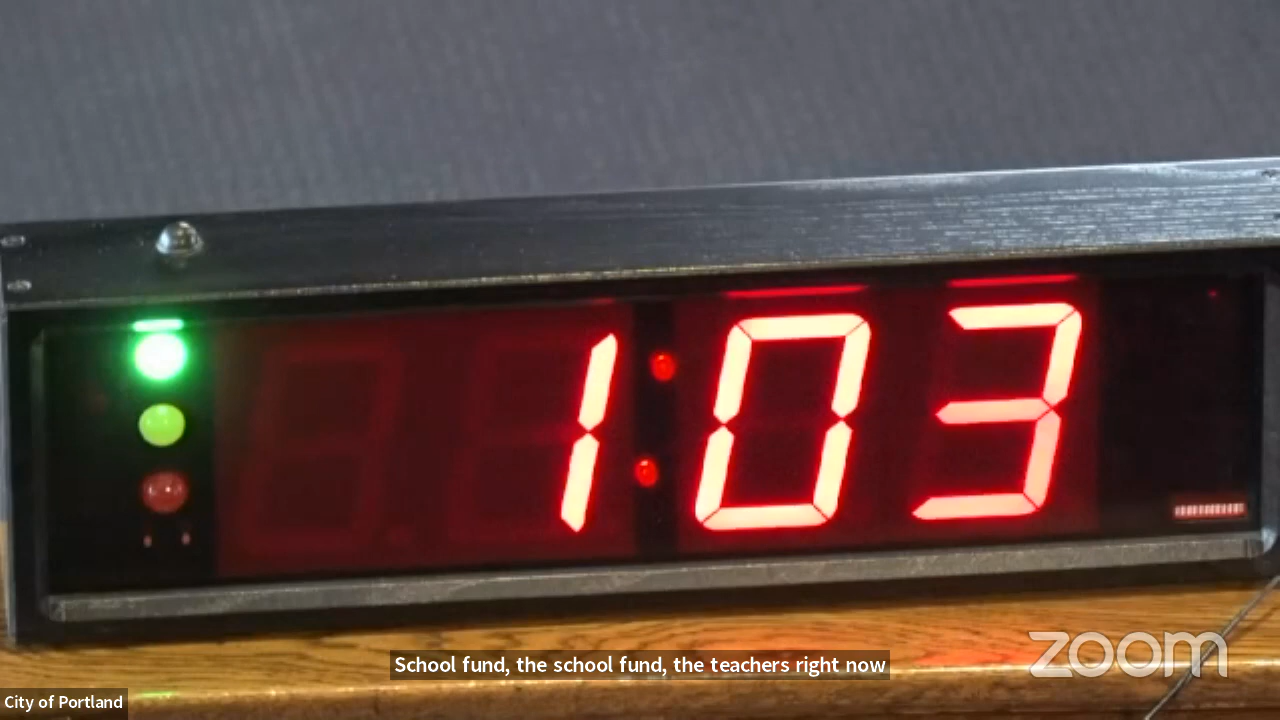 1:03
School fund, the school fund, the teachers right now
zoom
City of Portland